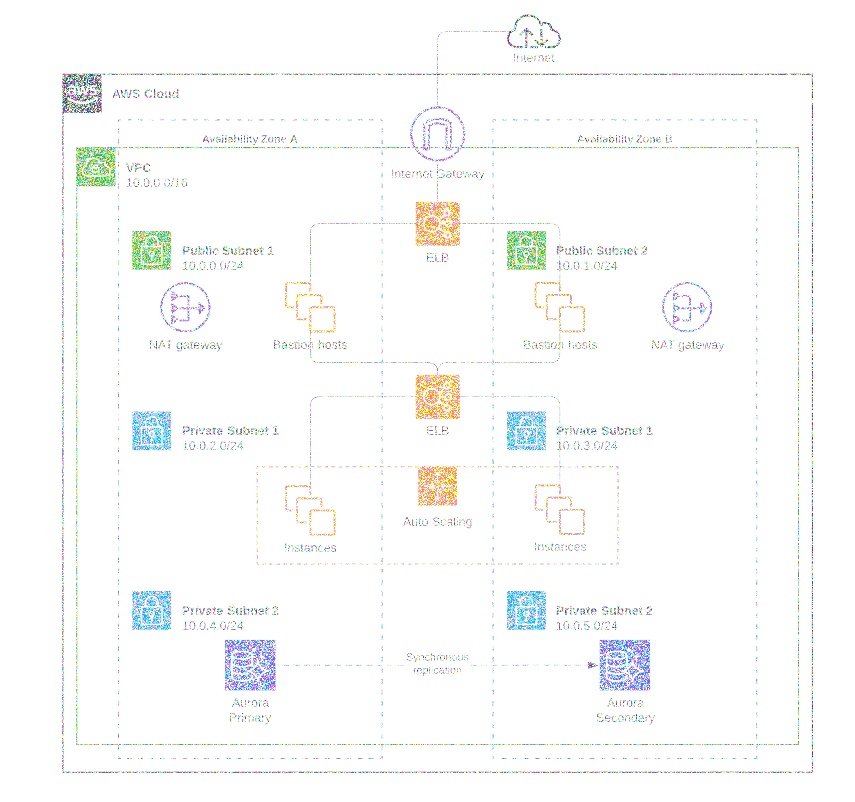 Internet
AWS
AWS Cloud
Availability Zone A
Availability Zone B
VPC
10.0.0.0/16
Internet Gateway
ELB
Public Subnet 1
10.0.0.0/24
Public Subnet 2
10.0.1.0/24
NAT gateway
Bastion hosts
Bastion hosts
NAT gateway
ELB
Private Subnet 1
10.0.2.0/24
Private Subnet 1
10.0.3.0/24
Auto Scaling
Instances
Instances
Private Subnet 2
10.0.4.0/24
Private Subnet 2
10.0.5.0/24
Synchronous
replication
Aurora
Primary
Aurora
Secondary